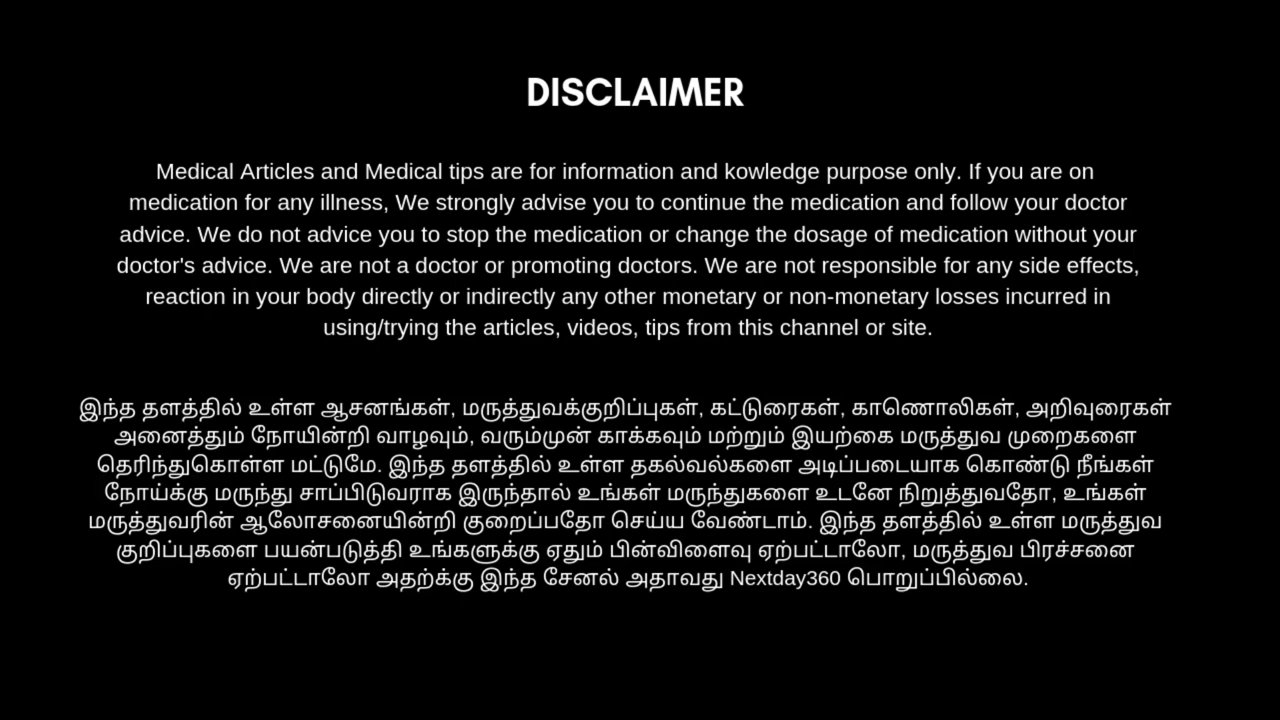 DISCLAIMER
Medical Articles and Medical tips are for information and kowledge purpose only. If you are on
medication for any illness, We strongly advise you to continue the medication and follow your doctor
advice. We do not advice you to stop the medication or change the dosage of medication without your
doctor's advice. We are not a doctor or promoting doctors. We are not responsible for any side effects,
reaction in your body directly or indirectly any other monetary or non-monetary losses incurred in
using/trying the articles, videos, tips from this channel or site.
இந்த தளத்தில் உள்ள ஆசனங்கள், மருத்துவக்குறிப்புகள், கட்டுரைகள், காணொலிகள், அறிவுரைகள்
அனைத்தும் நோயின்றி வாழவும், வரும்முன் காக்கவும் மற்றும் இயற்கை மருத்துவ முறைகளை
தெரிந்துகொள்ள மட்டுமே. இந்த தளத்தில் உள்ள தகல்வல்களை அடிப்படையாக கொண்டு நீங்கள்
நோய்க்கு மருந்து சாப்பிடுவராக இருந்தால் உங்கள் மருந்துகளை உடனே நிறுத்துவதோ, உங்கள்
மருத்துவரின் ஆலோசனையின்றி குறைப்பதோ செய்ய வேண்டாம். இந்த தளத்தில் உள்ள மருத்துவ
குறிப்புகளை பயன்படுத்தி உங்களுக்கு ஏதும் பின்விளைவு ஏற்பட்டாலோ, மருத்துவ பிரச்சனை
ஏற்பட்டாலோ அதற்க்கு இந்த சேனல் அதாவது Nextday360 பொறுப்பில்லை.